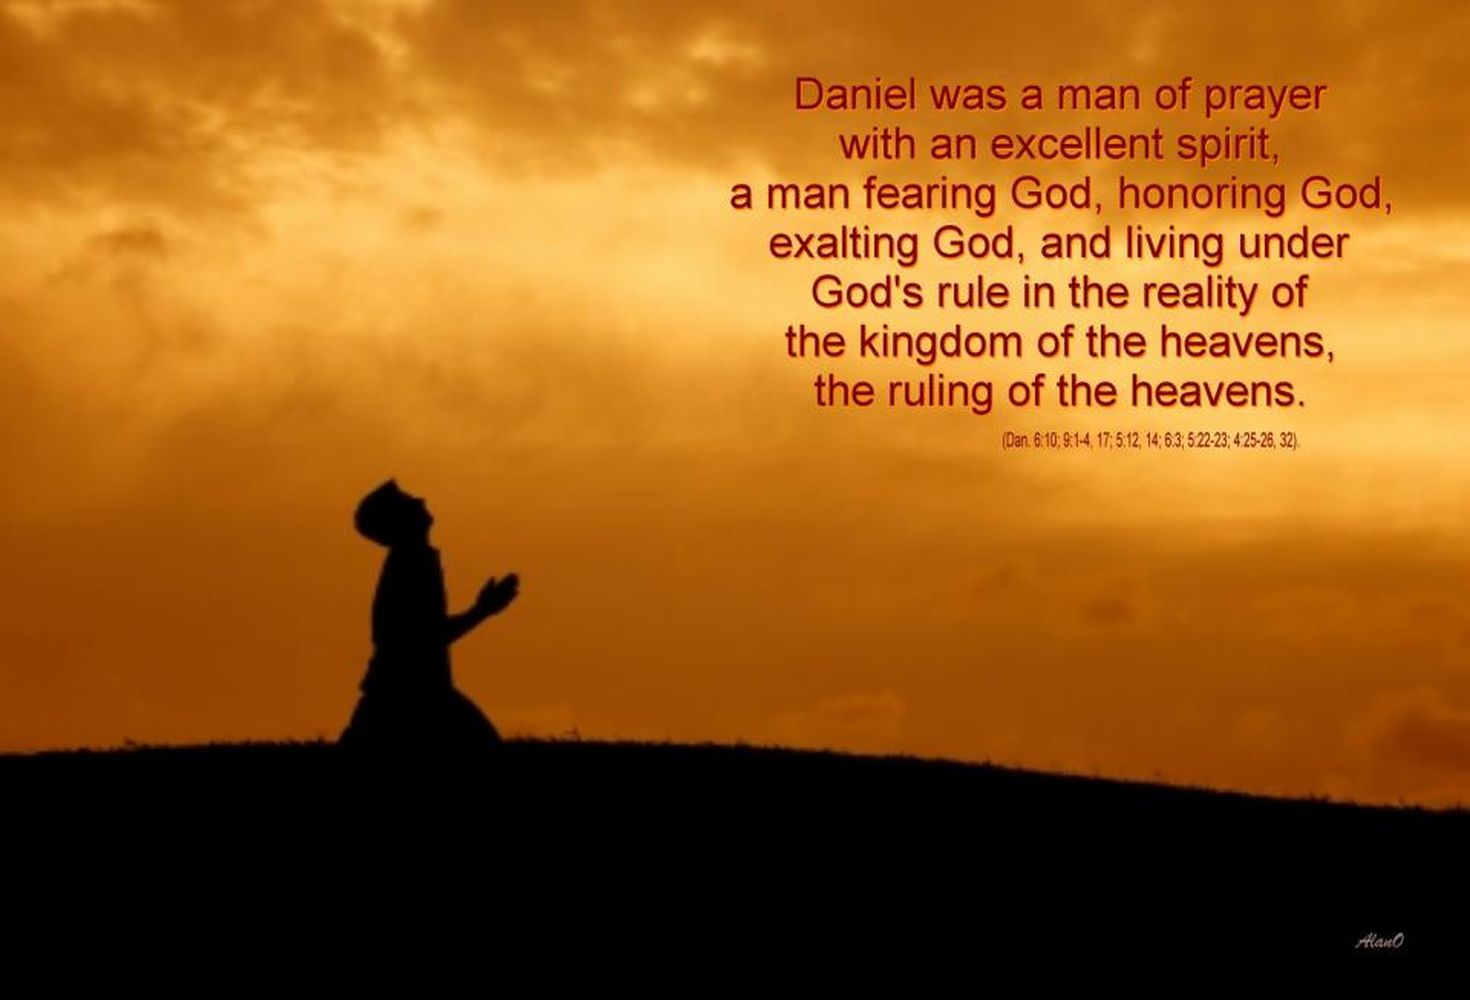 Daniel was a man of prayer
with an excellent spirit,
a man fearing God, honoring God,
exalting God, and living under
God's rule in the reality of
the kingdom of the heavens,
the ruling of the heavens.
(Dan. 6:10; 9:1-4, 17; 5:12, 14; 6:3; 5:22-23; 4:25-26, 32).
AlanO